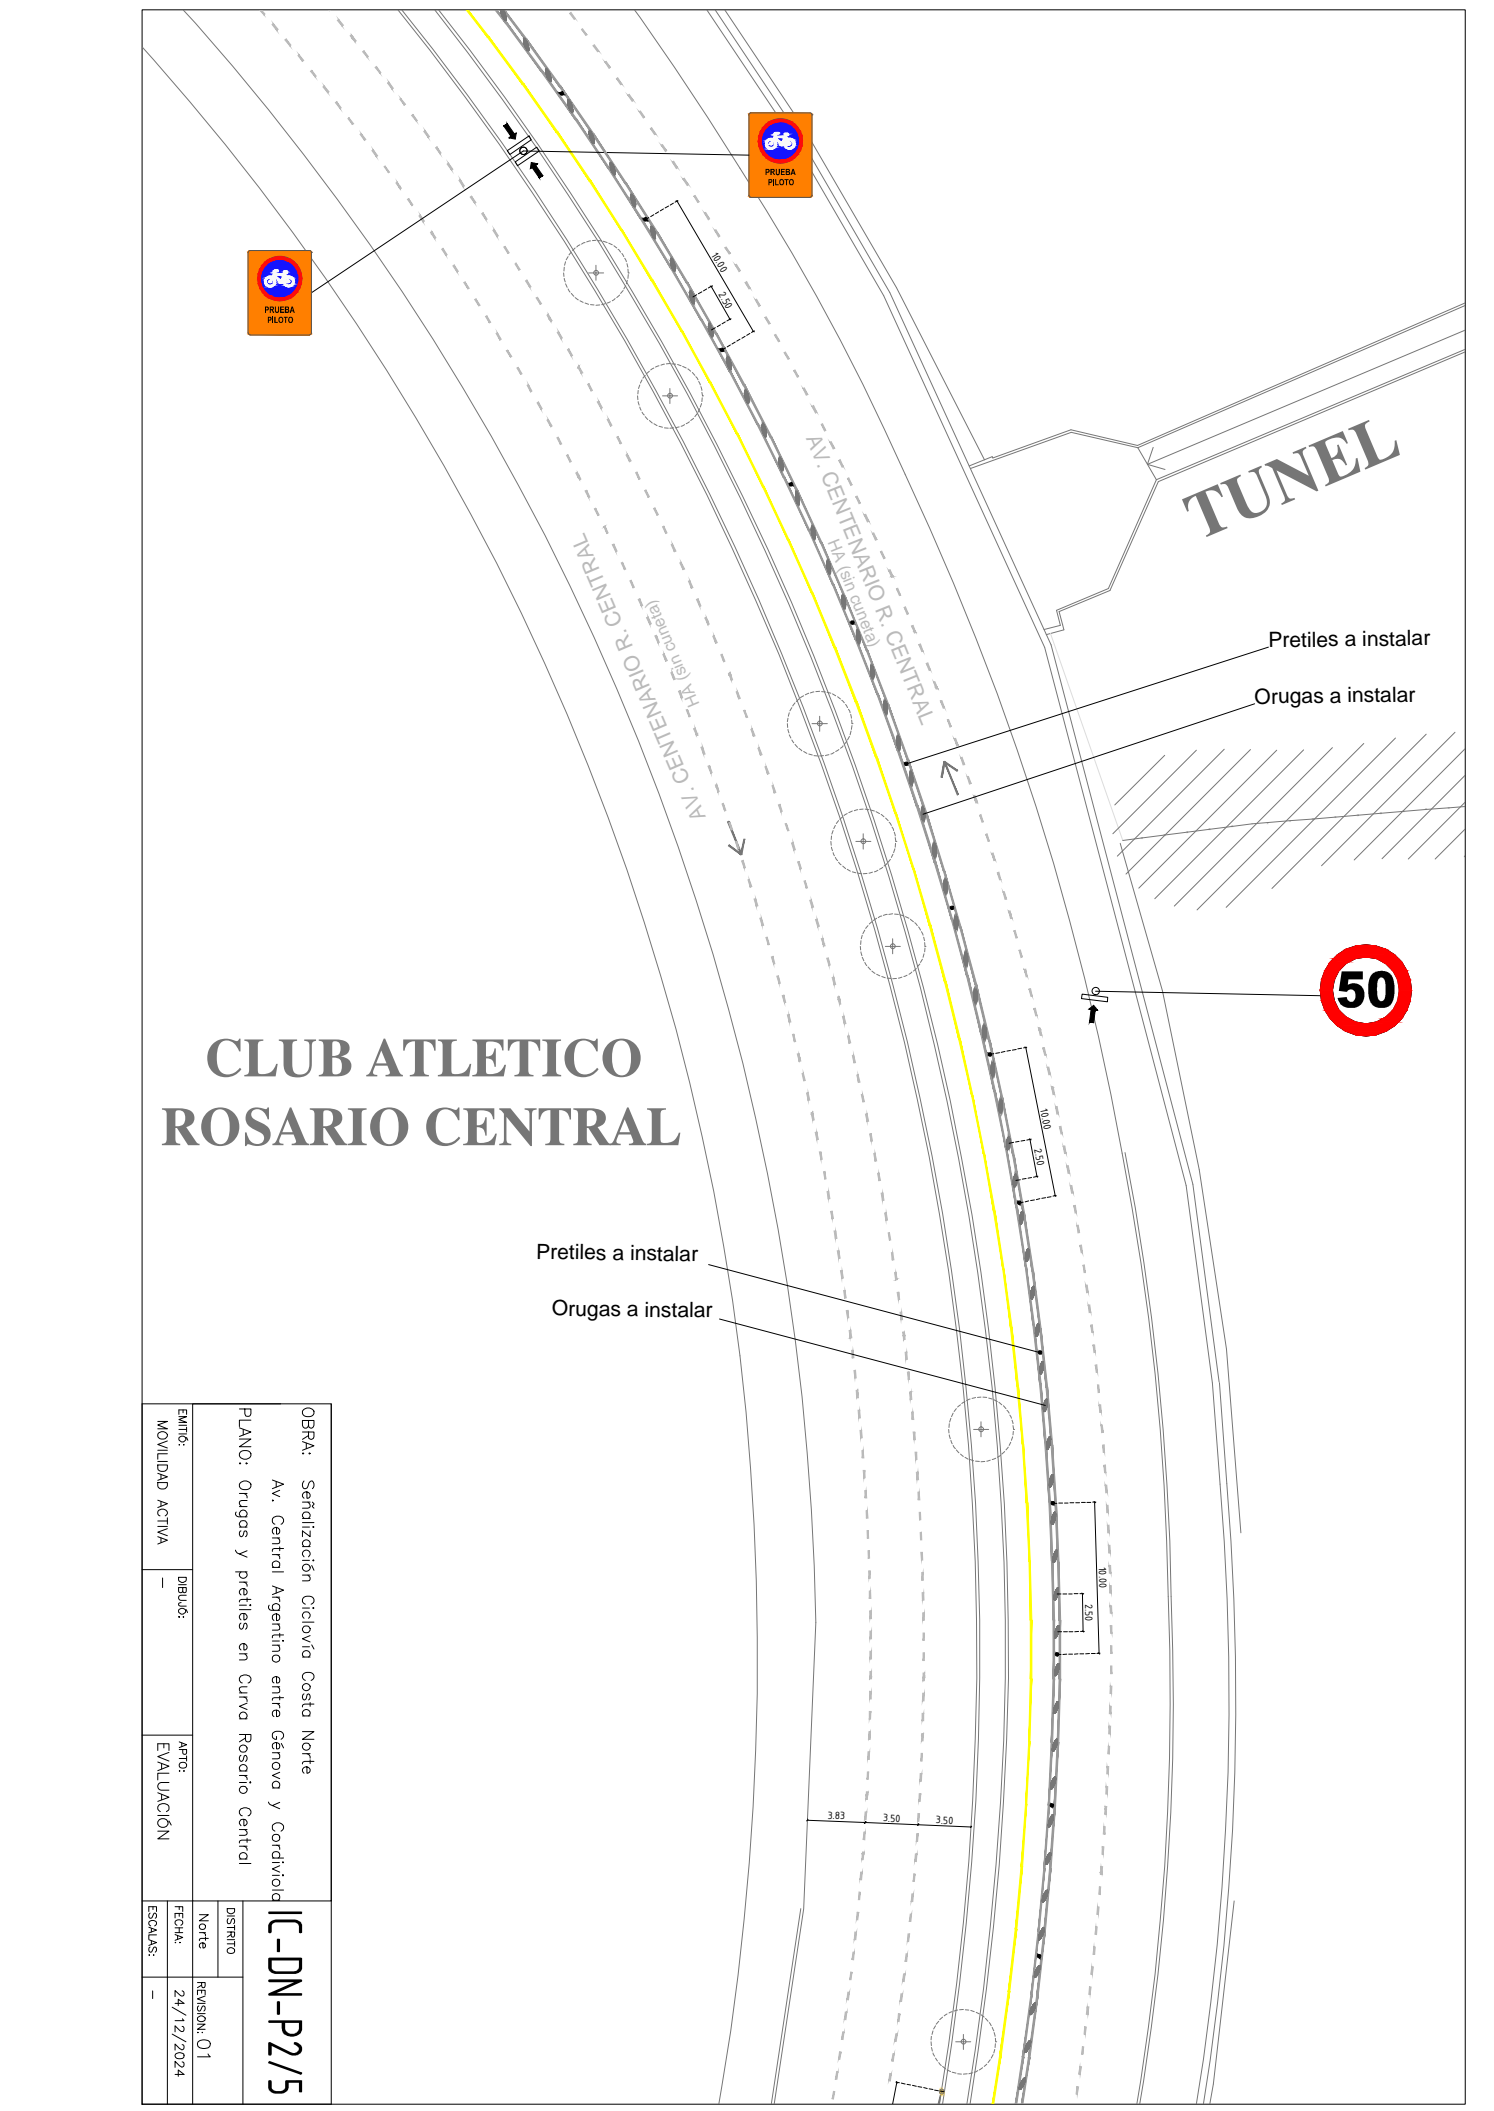 PRUEBA
PILOTO
PRUEBA
PILOTO
10.00
2.50
TUNEL
AV. CENTENARIO R. CENTRAL
HA (sin cuneta)
AV. CENTENARIO R. CENTRAL
HA (sin cuneta)
Pretiles a instalar
Orugas a instalar
50
CLUB ATLETICO
ROSARIO CENTRAL
10.00
2.50
Pretiles a instalar
Orugas a instalar
10.00
2.50
3.83
3.50
3.50
OBRA: Señalización Ciclovía Costa Norte
Av. Central Argentino entre Génova y Cordiviola
PLANO: Orugas y pretiles en Curva Rosario Central
EMITIÓ:
MOVILIDAD ACTIVA
DIBUJÓ:
–
APTO:
EVALUACIÓN
IC-DN-P2/5
DISTRITO
Norte
REVISION: 01
FECHA:
24/12/2024
ESCALAS:
–